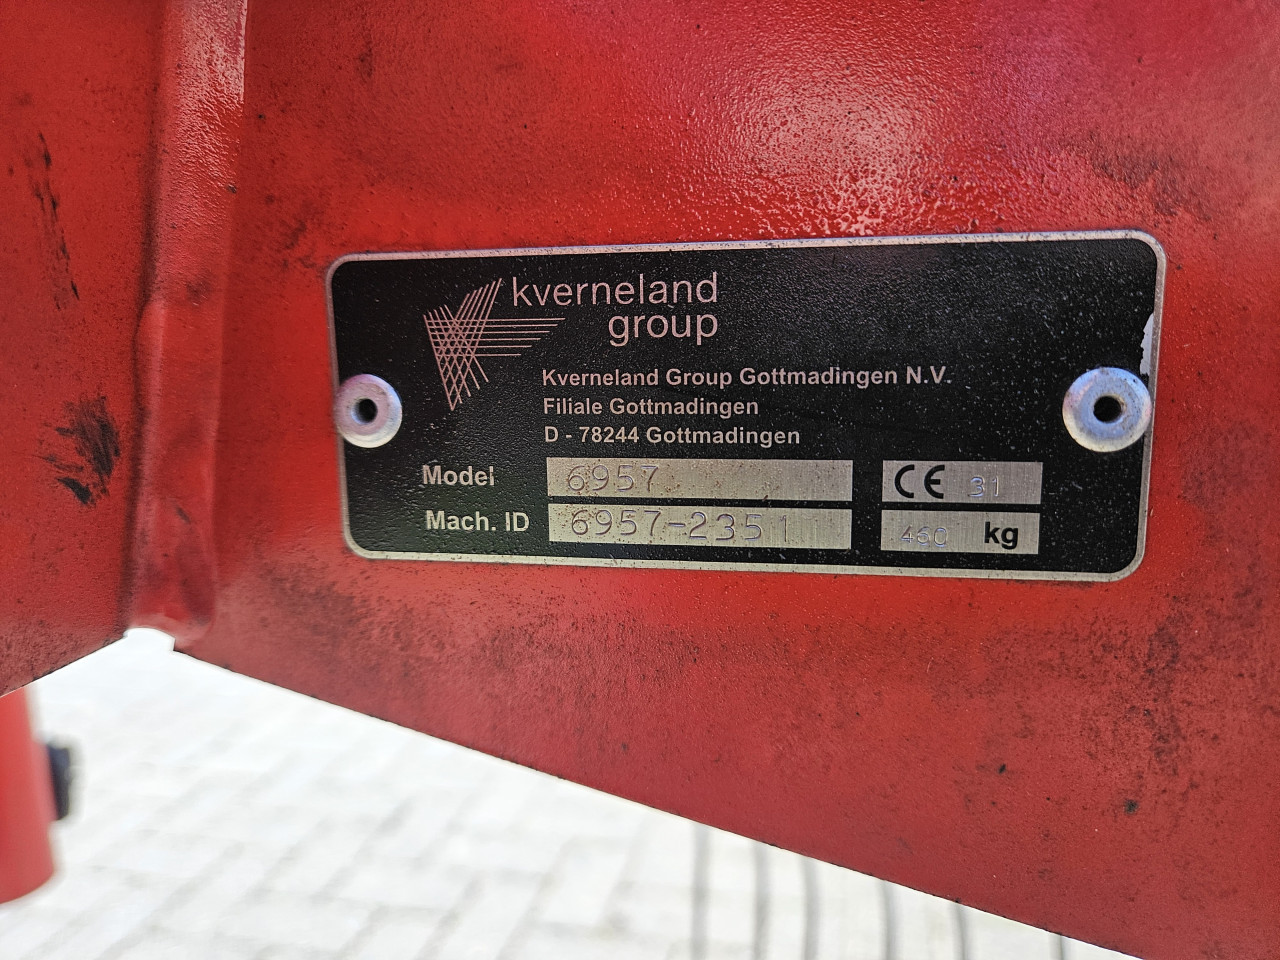 kverneland
group
Kverneland Group Gottmadingen N.V.
Filiale Gottmadingen
D - 78244 Gottmadingen
Model 6957 CE 31
Mach. ID 6957-2351 460 kg